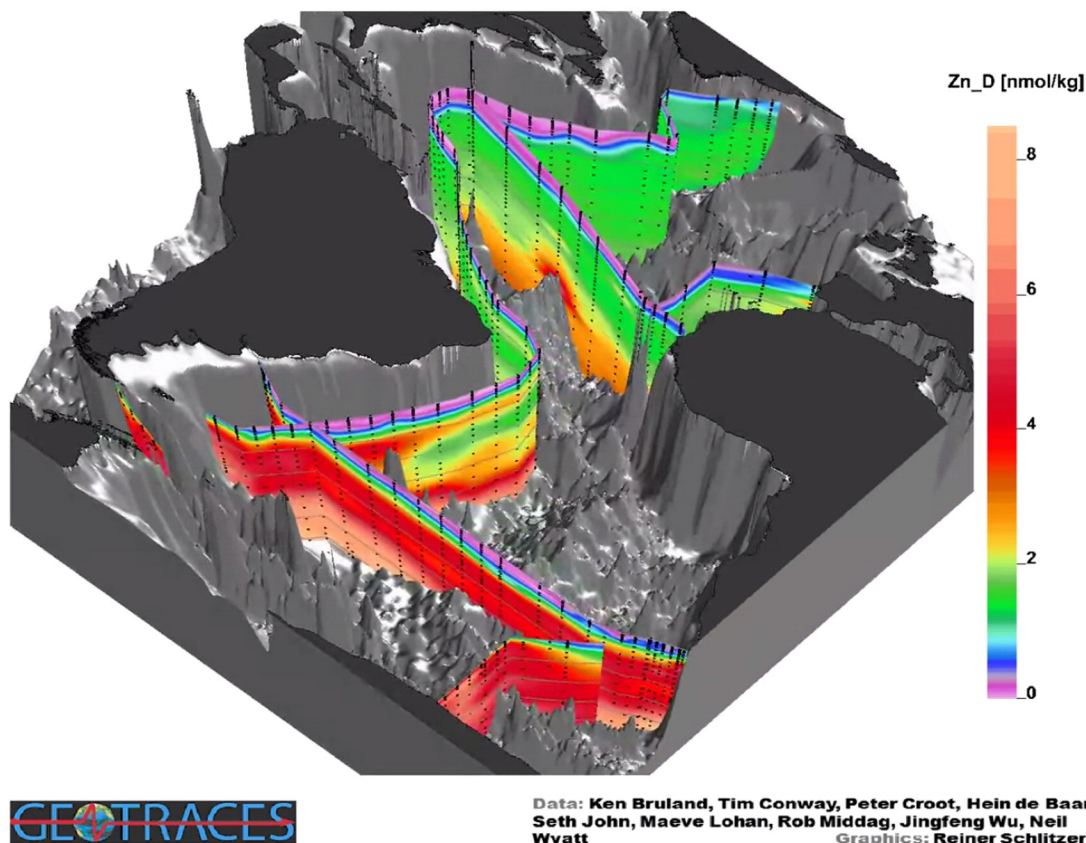 Zn_D [nmol/kg]
8
6
4
2
0
GEOTRACES
Data: Ken Bruland, Tim Conway, Peter Croot, Hein de Baar
Seth John, Maeve Lohan, Rob Middag, Jingfeng Wu, Neil
Wyatt Graphics: Reiner Schlitzer